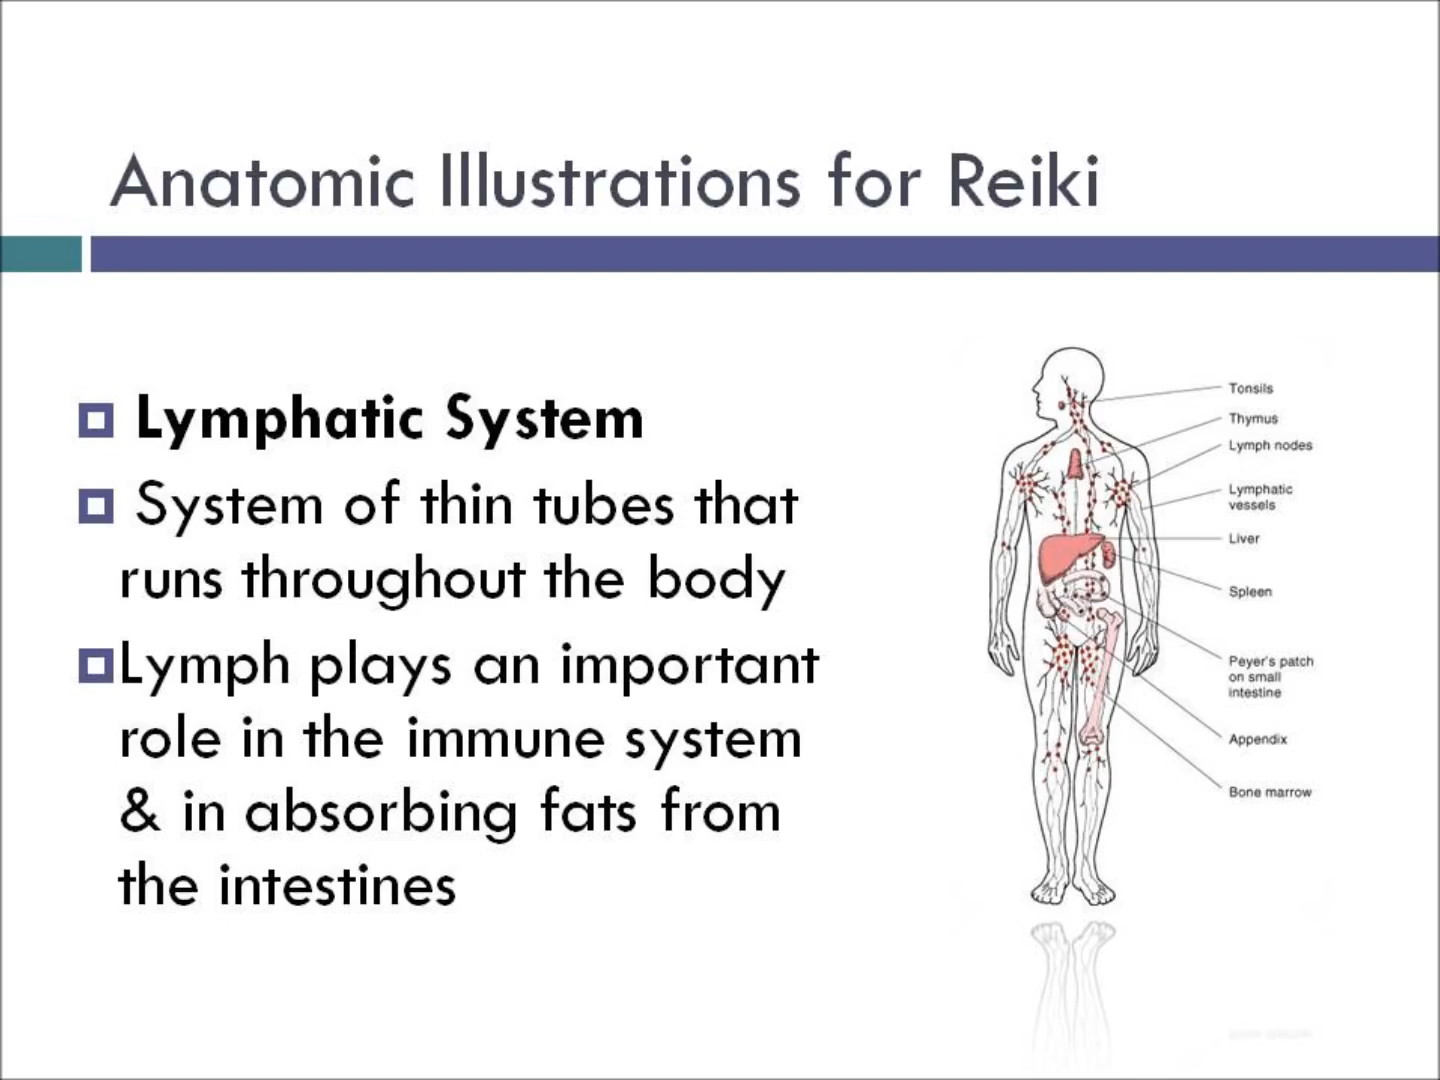 Anatomic Illustrations for Reiki
Lymphatic System
System of thin tubes that
runs throughout the body
Lymph plays an important
role in the immune system
& in absorbing fats from
the intestines
Tonsils
Thymus
Lymph nodes
Lymphatic
vessels
Liver
Spleen
Peyer's patch
on small
intestine
Appendix
Bone marrow